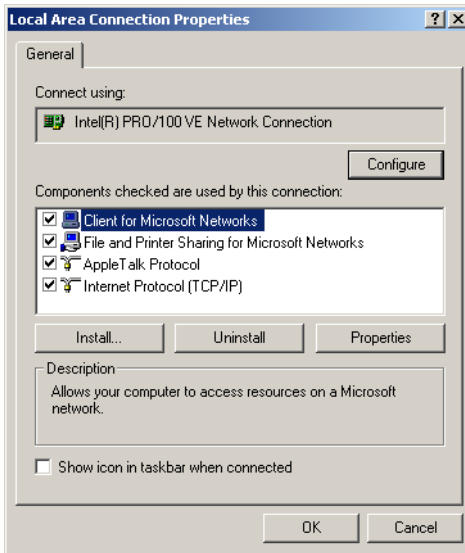 Local Area Connection Properties
General
Connect using:
Intel(R) PRO/100 VE Network Connection
Configure
Components checked are used by this connection:
Client for Microsoft Networks
File and Printer Sharing for Microsoft Networks
AppleTalk Protocol
Internet Protocol (TCP/IP)
Install... Uninstall Properties
Description
Allows your computer to access resources on a Microsoft
network.
Show icon in taskbar when connected
OK Cancel